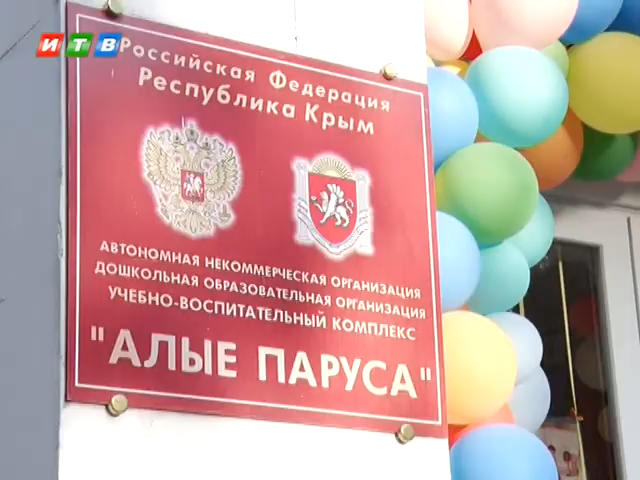 ИТВ
Российская Федерация
Республика Крым
АВТОНОМНАЯ НЕКОММЕРЧЕСКАЯ ОРГАНИЗАЦИЯ
ДОШКОЛЬНАЯ ОБРАЗОВАТЕЛЬНАЯ ОРГАНИЗАЦИЯ
УЧЕБНО-ВОСПИТАТЕЛЬНЫЙ КОМПЛЕКС
"АЛЫЕ ПАРУСА"